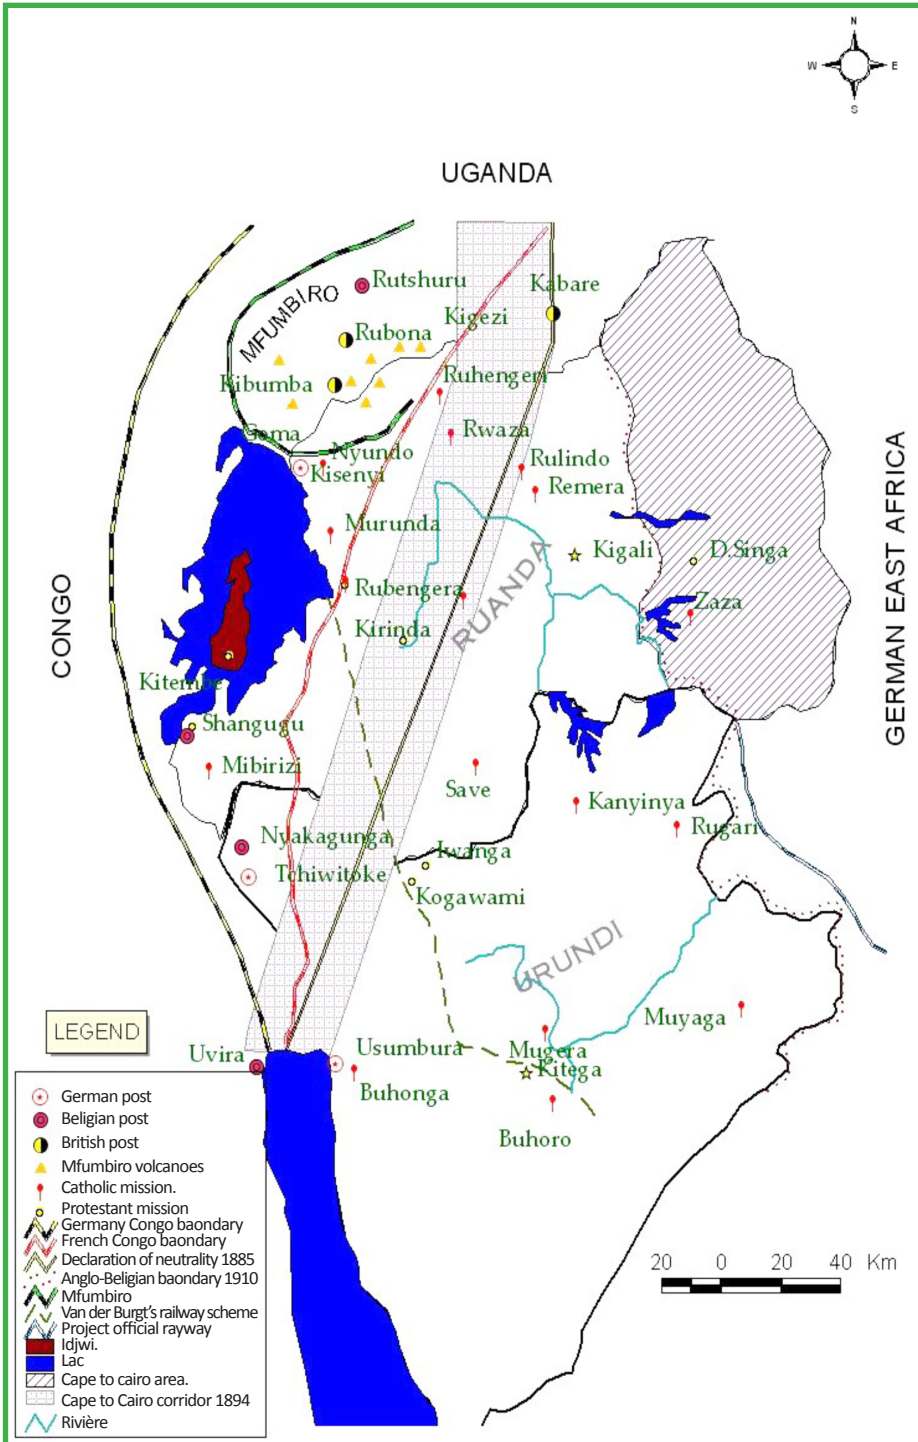 N
W E
S
UGANDA
Rutshuru
Kabare
MFUMBIRO
Kigezi
Rubona
Kibumba
Ruhengeri
Goma
Rwaza
Nyundo
Kisenyi
Rulindo
Remera
Murunda
Kigali
D.Singa
RUANDA
Rubengera
Zaza
CONGO
GERMAN EAST AFRICA
Kirinda
Kitembe
Shangugu
Mibirizi
Save
Kanyinya
Rugari
Nyakagunga
Iwanga
Tchiwitoke
Kogawami
URUNDI
Muyaga
LEGEND
Uvira
Usumbura
Mugera
Kitega
Buhonga
Buhoro
German post
Beligian post
British post
Mfumbiro volcanoes
Catholic mission.
Protestant mission
Germany Congo baondary
French Congo baondary
Declaration of neutrality 1885
Anglo-Beligian baondary 1910
Mfumbiro
Van der Burgt's railway scheme
Project official rayway
Idjwi.
Lac
Cape to cairo area.
Cape to Cairo corridor 1894
Rivière
20 0 20 40 Km